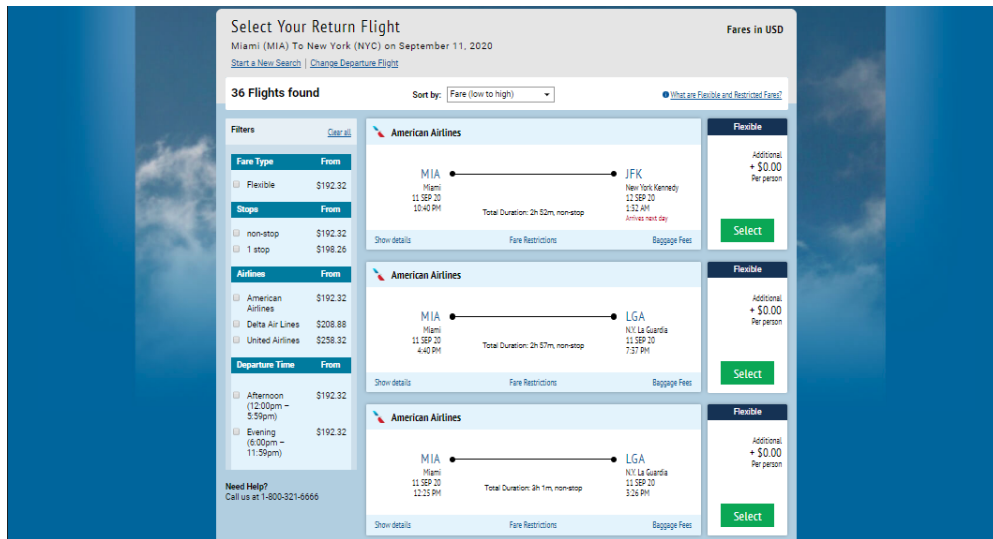 Select Your Return Flight
Fares in USD
Miami (MIA) To New York (NYC) on September 11, 2020
Start a New Search | Change Departure Flight
36 Flights found
Sort by: Fare (low to high)
What are Flexible and Restricted Fares?
Filters
Clear all
Fare Type From
Flexible $192.32
Stops From
non-stop $192.32
1 stop $198.26
Airlines From
American $192.32
Airlines
Delta Air Lines $208.88
United Airlines $258.32
Departure Time From
Afternoon $192.32
(12:00pm –
5:59pm)
Evening $192.32
(6:00pm –
11:59pm)
Need Help?
Call us at 1-800-321-6666
American Airlines
MIA
Miami
11 SEP 20
10:40 PM
Total Duration: 2h 52m, non-stop
JFK
New York Kennedy
12 SEP 20
1:32 AM
Arrives next day
Show details Fare Restrictions Baggage Fees
Flexible
Additional
+ $0.00
Per person
Select
American Airlines
MIA
Miami
11 SEP 20
4:40 PM
Total Duration: 2h 57m, non-stop
LGA
N.Y. La Guardia
11 SEP 20
7:37 PM
Show details Fare Restrictions Baggage Fees
Flexible
Additional
+ $0.00
Per person
Select
American Airlines
MIA
Miami
11 SEP 20
12:25 PM
Total Duration: 3h 1m, non-stop
LGA
N.Y. La Guardia
11 SEP 20
3:26 PM
Show details Fare Restrictions Baggage Fees
Flexible
Additional
+ $0.00
Per person
Select